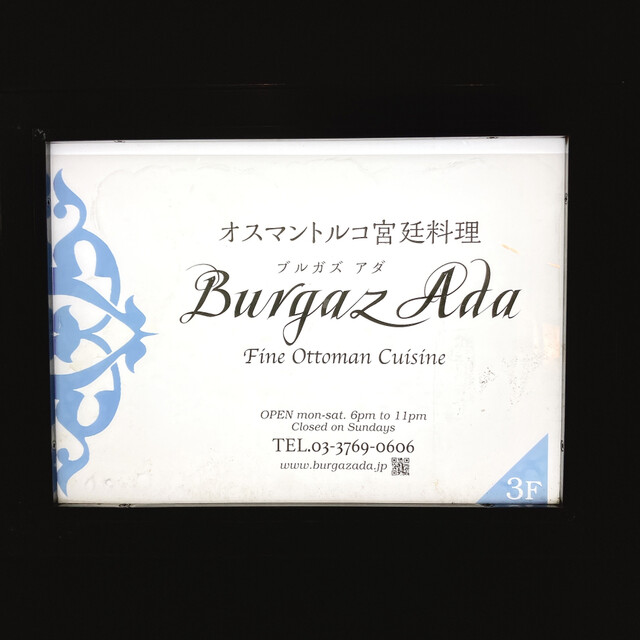 オスマントルコ宮廷料理
ブルガズ アダ
Burgaz Ada
Fine Ottoman Cuisine
OPEN mon-sat. 6pm to 11pm
Closed on Sundays
TEL.03-3769-0606
www.burgazada.jp
3F